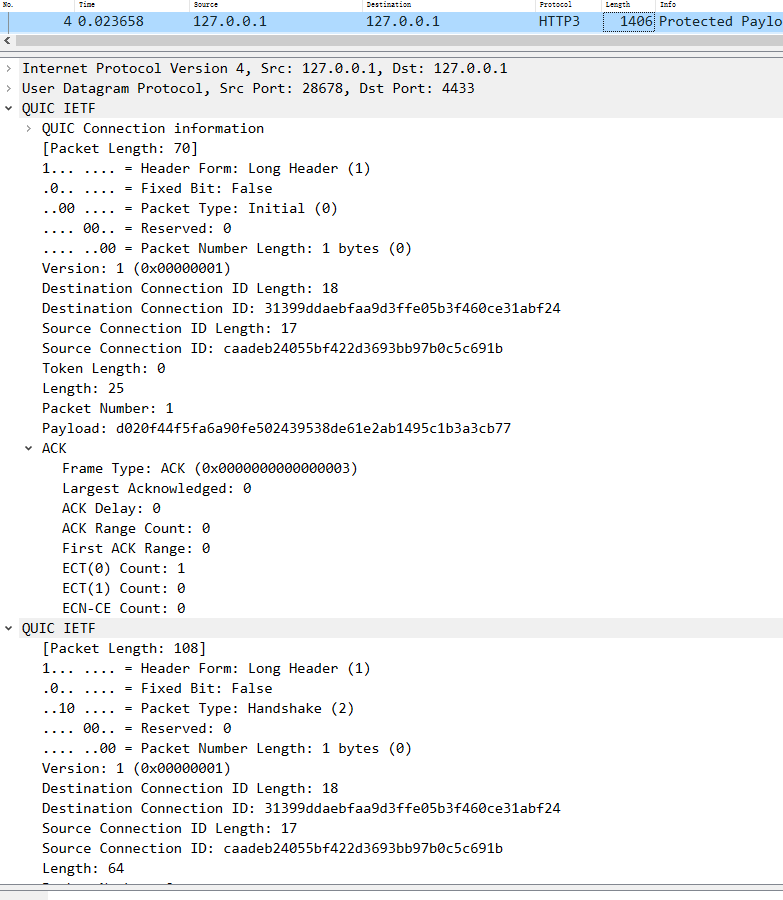 No. Time Source Destination Protocol Length Info
4 0.023658 127.0.0.1 127.0.0.1 HTTP3 1406 Protected Paylo
Internet Protocol Version 4, Src: 127.0.0.1, Dst: 127.0.0.1
User Datagram Protocol, Src Port: 28678, Dst Port: 4433
QUIC IETF
QUIC Connection information
[Packet Length: 70]
1... .... = Header Form: Long Header (1)
.0.. .... = Fixed Bit: False
..00 .... = Packet Type: Initial (0)
.... 00.. = Reserved: 0
.... ..00 = Packet Number Length: 1 bytes (0)
Version: 1 (0x00000001)
Destination Connection ID Length: 18
Destination Connection ID: 31399ddaebfaa9d3ffe05b3f460ce31abf24
Source Connection ID Length: 17
Source Connection ID: caadeb24055bf422d3693bb97b0c5c691b
Token Length: 0
Length: 25
Packet Number: 1
Payload: d020f44f5fa6a90fe502439538de61e2ab1495c1b3a3cb77
ACK
Frame Type: ACK (0x0000000000000003)
Largest Acknowledged: 0
ACK Delay: 0
ACK Range Count: 0
First ACK Range: 0
ECT(0) Count: 1
ECT(1) Count: 0
ECN-CE Count: 0
QUIC IETF
[Packet Length: 108]
1... .... = Header Form: Long Header (1)
.0.. .... = Fixed Bit: False
..10 .... = Packet Type: Handshake (2)
.... 00.. = Reserved: 0
.... ..00 = Packet Number Length: 1 bytes (0)
Version: 1 (0x00000001)
Destination Connection ID Length: 18
Destination Connection ID: 31399ddaebfaa9d3ffe05b3f460ce31abf24
Source Connection ID Length: 17
Source Connection ID: caadeb24055bf422d3693bb97b0c5c691b
Length: 64